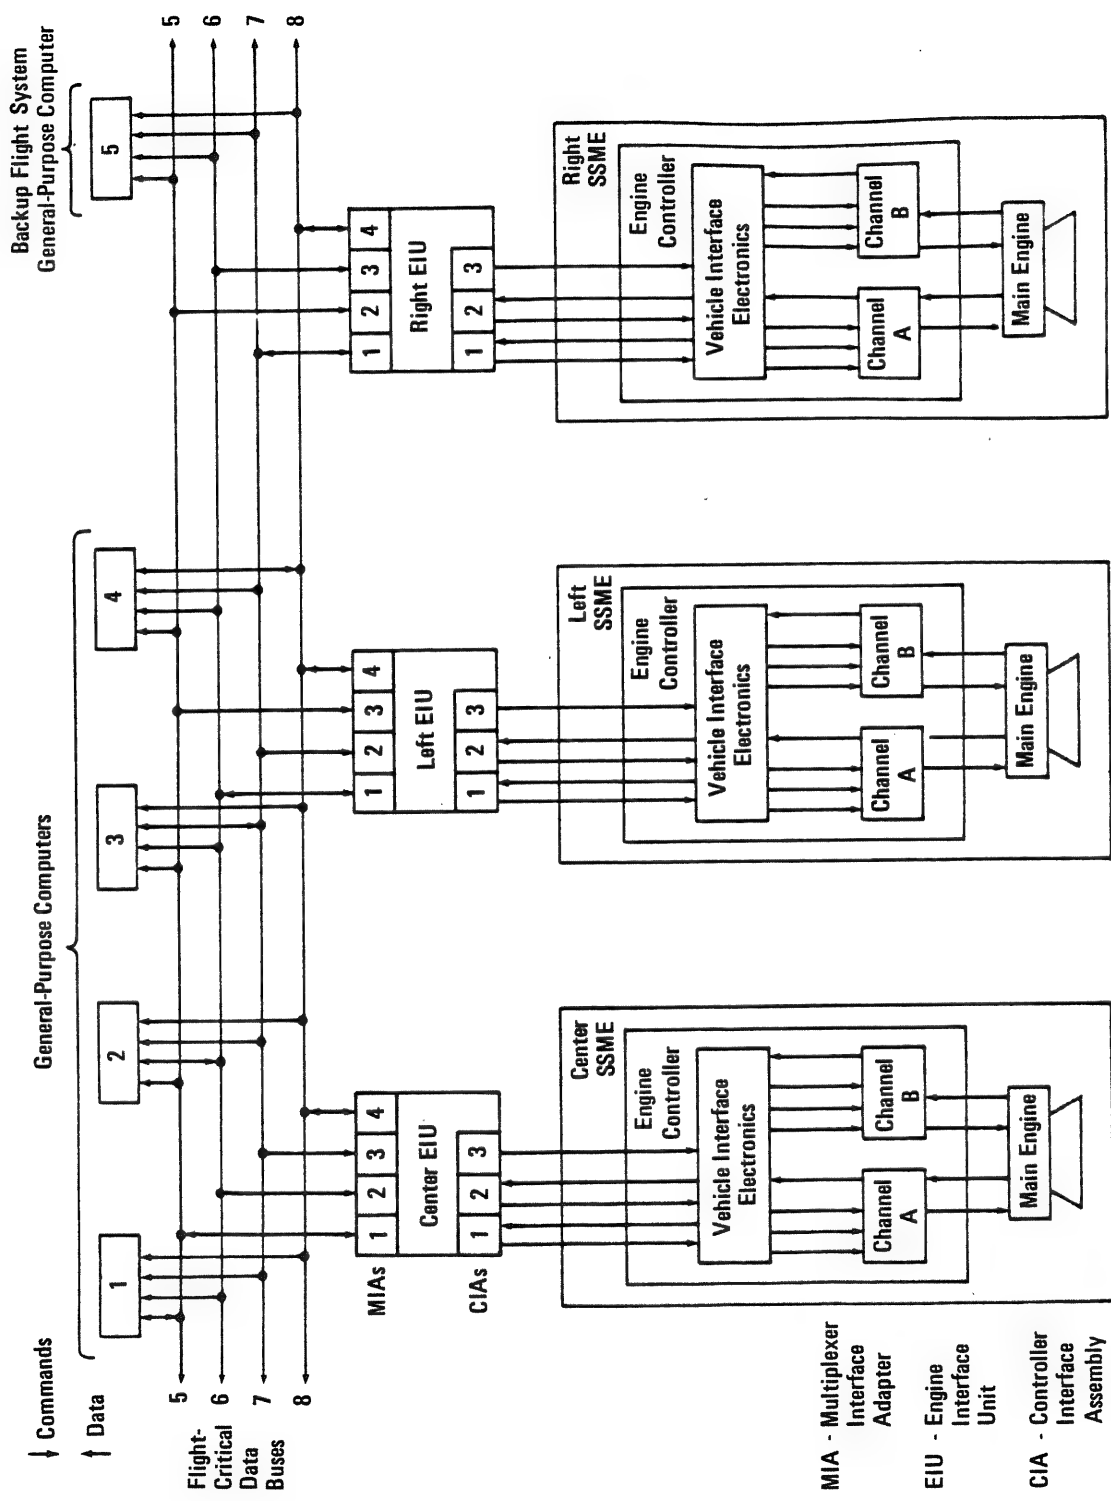 Backup Flight System
General-Purpose Computer
General-Purpose Computers
↓ Commands
↑ Data
1
2
3
4
5
5
6
7
8
5
6
7
8
Flight-
Critical
Data
Buses
MIAs
CIAs
1 2 3 4
Center EIU
1 2 3
1 2 3 4
Left EIU
1 2 3
1 2 3 4
Right EIU
1 2 3
Center
SSME
Engine
Controller
Vehicle Interface
Electronics
Channel
A
Channel
B
Main Engine
Left
SSME
Engine
Controller
Vehicle Interface
Electronics
Channel
A
Channel
B
Main Engine
Right
SSME
Engine
Controller
Vehicle Interface
Electronics
Channel
A
Channel
B
Main Engine
MIA - Multiplexer
Interface
Adapter
EIU - Engine
Interface
Unit
CIA - Controller
Interface
Assembly